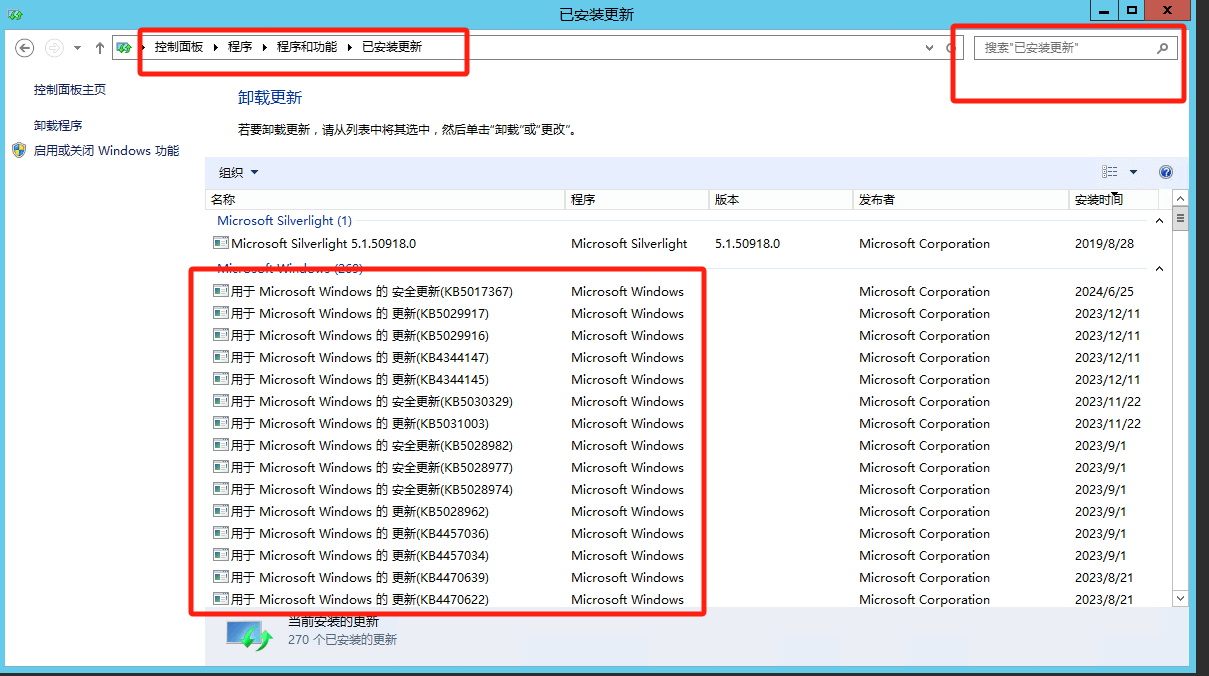 已安装更新
控制面板 程序 程序和功能 已安装更新
搜索"已安装更新"
控制面板主页
卸载程序
启用或关闭 Windows 功能
卸载更新
若要卸载更新，请从列表中将其选中，然后单击"卸载"或"更改"。
组织
名称 程序 版本 发布者 安装时间
Microsoft Silverlight (1)
Microsoft Silverlight 5.1.50918.0 Microsoft Silverlight 5.1.50918.0 Microsoft Corporation 2019/8/28
Microsoft Windows (269)
用于 Microsoft Windows 的 安全更新(KB5017367) Microsoft Windows Microsoft Corporation 2024/6/25
用于 Microsoft Windows 的 更新(KB5029917) Microsoft Windows Microsoft Corporation 2023/12/11
用于 Microsoft Windows 的 更新(KB5029916) Microsoft Windows Microsoft Corporation 2023/12/11
用于 Microsoft Windows 的 更新(KB4344147) Microsoft Windows Microsoft Corporation 2023/12/11
用于 Microsoft Windows 的 更新(KB4344145) Microsoft Windows Microsoft Corporation 2023/12/11
用于 Microsoft Windows 的 安全更新(KB5030329) Microsoft Windows Microsoft Corporation 2023/11/22
用于 Microsoft Windows 的 更新(KB5031003) Microsoft Windows Microsoft Corporation 2023/11/22
用于 Microsoft Windows 的 安全更新(KB5028982) Microsoft Windows Microsoft Corporation 2023/9/1
用于 Microsoft Windows 的 安全更新(KB5028977) Microsoft Windows Microsoft Corporation 2023/9/1
用于 Microsoft Windows 的 安全更新(KB5028974) Microsoft Windows Microsoft Corporation 2023/9/1
用于 Microsoft Windows 的 更新(KB5028962) Microsoft Windows Microsoft Corporation 2023/9/1
用于 Microsoft Windows 的 更新(KB4457036) Microsoft Windows Microsoft Corporation 2023/9/1
用于 Microsoft Windows 的 更新(KB4457034) Microsoft Windows Microsoft Corporation 2023/9/1
用于 Microsoft Windows 的 更新(KB4470639) Microsoft Windows Microsoft Corporation 2023/8/21
用于 Microsoft Windows 的 更新(KB4470622) Microsoft Windows Microsoft Corporation 2023/8/21
当前安装的更新
270 个已安装的更新